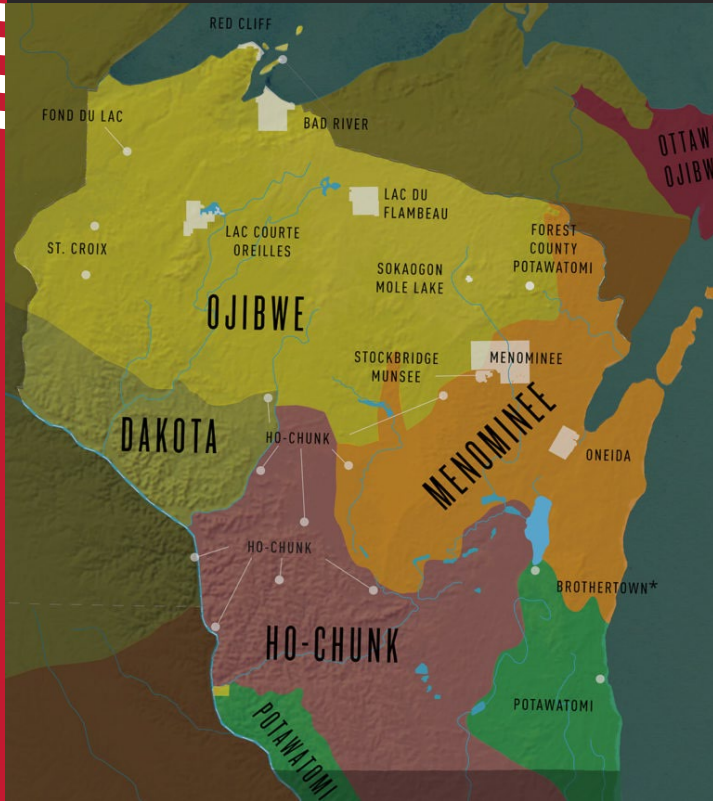 RED CLIFF
FOND DU LAC
BAD RIVER
OTTAW
OJIBW
LAC DU
FLAMBEAU
LAC COURTE
OREILLES
ST. CROIX
FOREST
COUNTY
POTAWATOMI
SOKAOGON
MOLE LAKE
OJIBWE
STOCKBRIDGE
MUNSEE
MENOMINEE
DAKOTA
HO-CHUNK
MENOMINEE
ONEIDA
HO-CHUNK
BROTHERTOWN*
HO-CHUNK
POTAWATOMI
POTAWATOMI